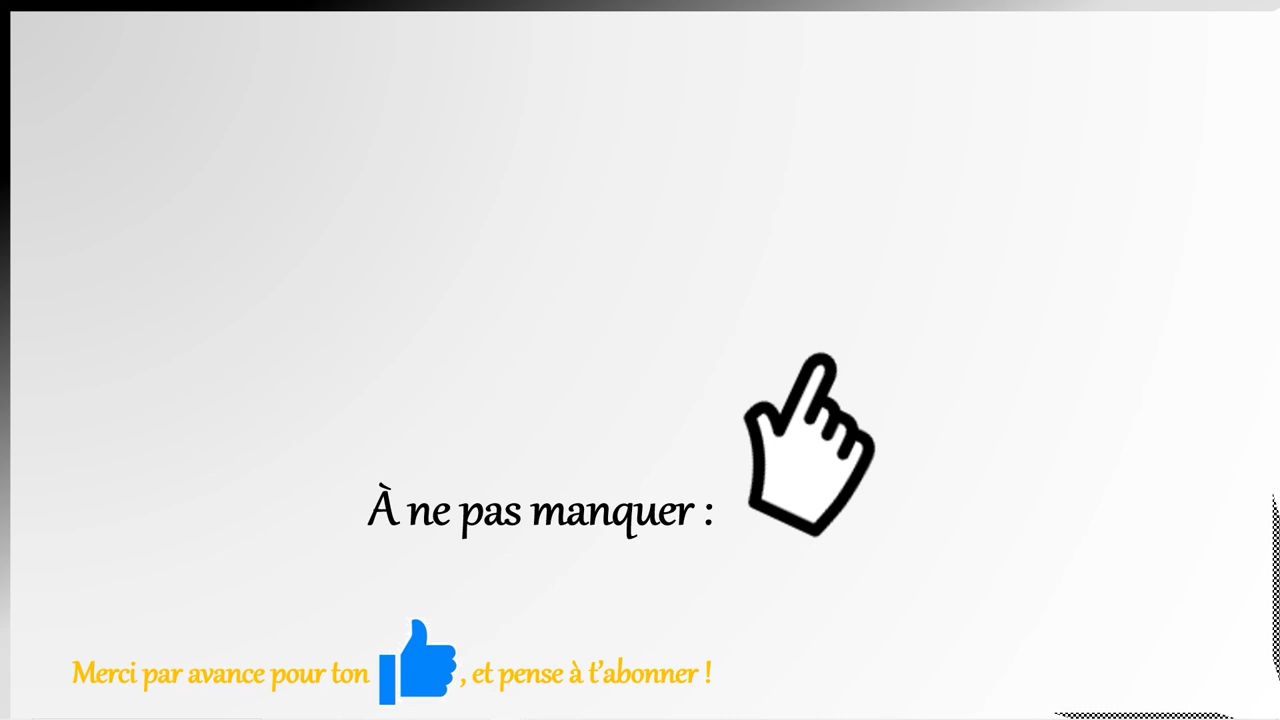 À ne pas manquer :
Merci par avance pour ton , et pense à t’abonner !